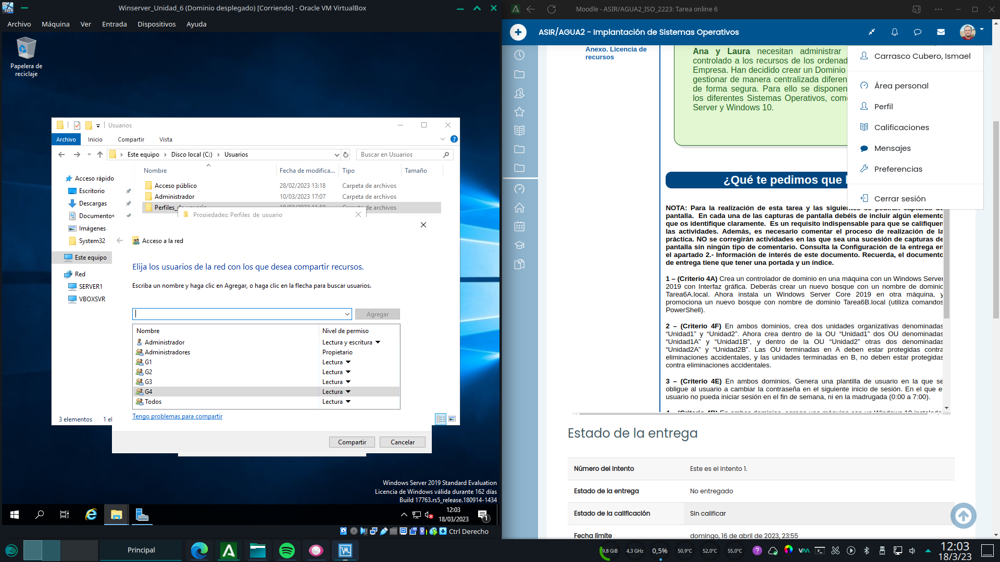 Winserver_Unidad_6 (Dominio desplegado) [Corriendo] - Oracle VM VirtualBox
Archivo Máquina Ver Entrada Dispositivos Ayuda
Papelera de
reciclaje
Usuarios
Archivo Inicio Compartir Vista
Este equipo Disco local (C:) Usuarios
Buscar en Usuarios
Nombre Fecha de modifica... Tipo Tamaño
Acceso rápido
Escritorio
Descargas
Documentos
Imágenes
System32
Este equipo
Red
SERVER1
VBOXSVR
Acceso público 28/02/2023 13:18 Carpeta de archivos
Administrador 10/03/2023 17:07 Carpeta de archivos
Perfiles_de_usuario 18/03/2023 11:59 Carpeta de archivos
Propiedades: Perfiles_de_usuario
Acceso a la red
Elija los usuarios de la red con los que desea compartir recursos.
Escriba un nombre y haga clic en Agregar, o haga clic en la flecha para buscar usuarios.
Agregar
Nombre Nivel de permiso
Administrador Lectura y escritura
Administradores Propietario
G1 Lectura
G2 Lectura
G3 Lectura
G4 Lectura
Todos Lectura
Tengo problemas para compartir
3 elementos 1 el
Compartir Cancelar
Windows Server 2019 Standard Evaluation
Licencia de Windows válida durante 162 días
Build 17763.rs5_release.180914-1434
12:03
18/03/2023
1
Ctrl Derecho
Moodle - ASIR/AGUA2_ISO_2223: Tarea online 6
ASIR/AGUA2 - Implantación de Sistemas Operativos
Anexo. Licencia de
recursos
Ana y Laura necesitan administrar
controlado a los recursos de los ordenad
Empresa. Han decidido crear un Dominio
gestionar de manera centralizada diferen
de forma segura. Para ello se disponen
los diferentes Sistemas Operativos, com
Server y Windows 10.
Carrasco Cubero, Ismael
Área personal
Perfil
Calificaciones
Mensajes
Preferencias
Cerrar sesión
¿Qué te pedimos que
NOTA: Para la realización de esta tarea y las siguientes se pedirán capturas de
pantalla. En cada una de las capturas de pantalla debéis de incluir algún elemento
que os identifique claramente. Es un requisito indispensable para que se califiquen
las actividades. Además, es necesario comentar el proceso de realización de la
práctica. NO se corregirán actividades en las que sea una sucesión de capturas de
pantalla sin ningún tipo de comentario. Consulta la Configuración de la entrega en
el apartado 2.- Información de interés de este documento. Recuerda, el documento
de entrega tiene que tener una portada y un índice.
1 – (Criterio 4A) Crea un controlador de dominio en una máquina con un Windows Server
2019 con Interfaz gráfica. Deberás crear un nuevo bosque con un nombre de dominio
Tarea6A.local. Ahora instala un Windows Server Core 2019 en otra máquina, y
promociona un nuevo bosque con nombre de dominio Tarea6B.local (utiliza comandos
PowerShell).
2 – (Criterio 4F) En ambos dominios, crea dos unidades organizativas denominadas
“Unidad1” y “Unidad2”. Ahora crea dentro de la OU “Unidad1” dos OU denominadas
“Unidad1A” y “Unidad1B”, y dentro de la OU “Unidad2” otras dos denominadas
“Unidad2A” y “Unidad2B”. Las OU terminadas en A deben estar protegidas contra
eliminaciones accidentales, y las unidades terminadas en B, no deben estar protegidas
contra eliminaciones accidentales.
3 – (Criterio 4E) En ambos dominios. Genera una plantilla de usuario en la que se
obligue al usuario a cambiar la contraseña en el siguiente inicio de sesión. En el que e
usuario no pueda iniciar sesión en el fin de semana, ni en la madrugada (0:00 a 7:00).
Estado de la entrega
Número del intento Este es el intento 1.
Estado de la entrega No entregado
Estado de la calificación Sin calificar
Fecha límite domingo, 16 de abril de 2023, 23:55
Principal
9,8 GiB 4,3 GHz 0,5% 50,9°C 52,0°C 55,0°C
12:03
18/3/23